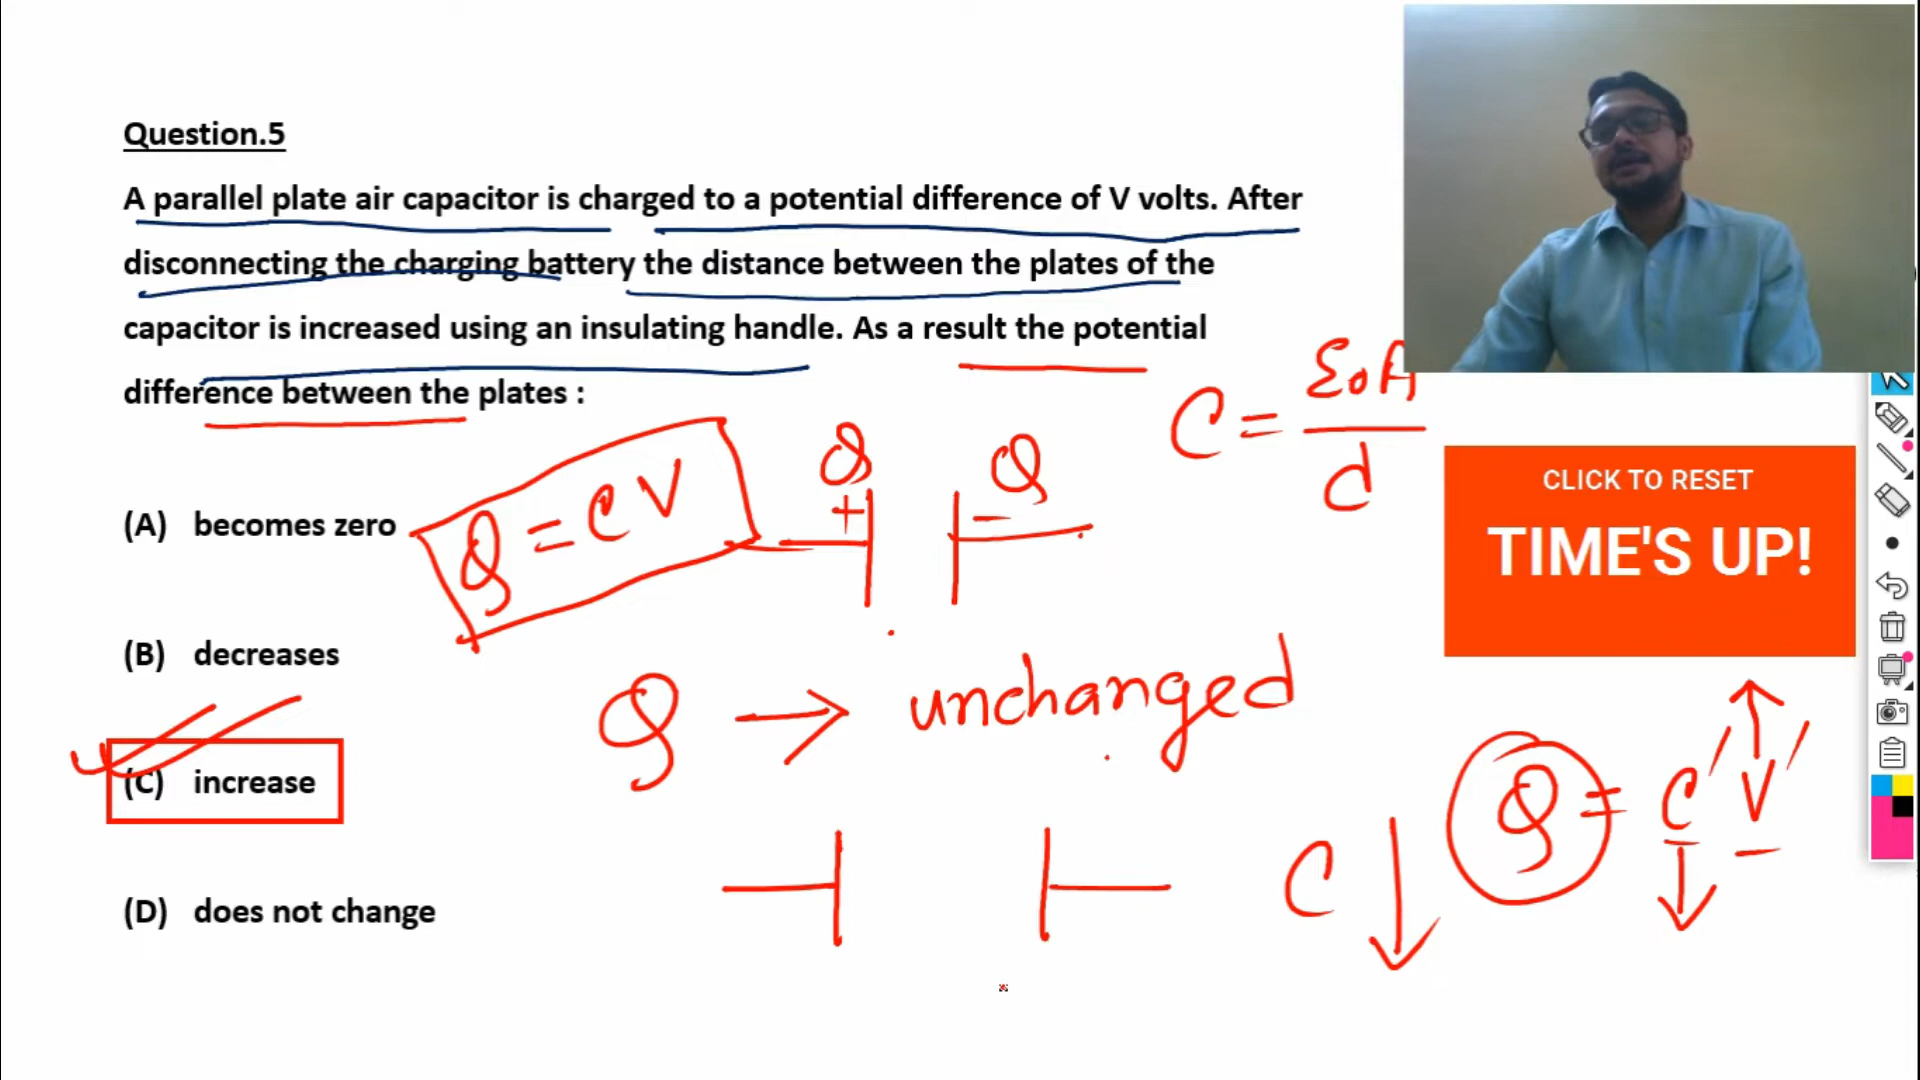 Question.5
A parallel plate air capacitor is charged to a potential difference of V volts. After
disconnecting the charging battery the distance between the plates of the
capacitor is increased using an insulating handle. As a result the potential
difference between the plates :
C = ε₀A / d
(A) becomes zero
Q = CV
Q
+
Q
−
CLICK TO RESET
TIME'S UP!
(B) decreases
Q → unchanged
(C) increase
C ↓
Q = C'V'
↑
↓
(D) does not change